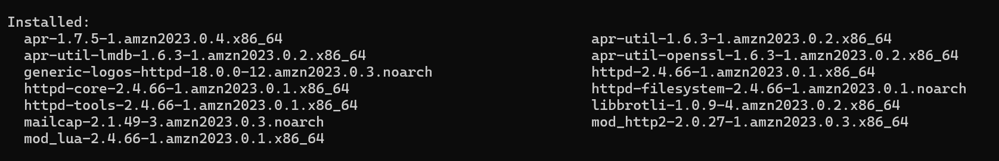 Installed:
apr-1.7.5-1.amzn2023.0.4.x86_64 apr-util-1.6.3-1.amzn2023.0.2.x86_64
apr-util-lmdb-1.6.3-1.amzn2023.0.2.x86_64 apr-util-openssl-1.6.3-1.amzn2023.0.2.x86_64
generic-logos-httpd-18.0.0-12.amzn2023.0.3.noarch httpd-2.4.66-1.amzn2023.0.1.x86_64
httpd-core-2.4.66-1.amzn2023.0.1.x86_64 httpd-filesystem-2.4.66-1.amzn2023.0.1.noarch
httpd-tools-2.4.66-1.amzn2023.0.1.x86_64 libbrotli-1.0.9-4.amzn2023.0.2.x86_64
mailcap-2.1.49-3.amzn2023.0.3.noarch mod_http2-2.0.27-1.amzn2023.0.3.x86_64
mod_lua-2.4.66-1.amzn2023.0.1.x86_64